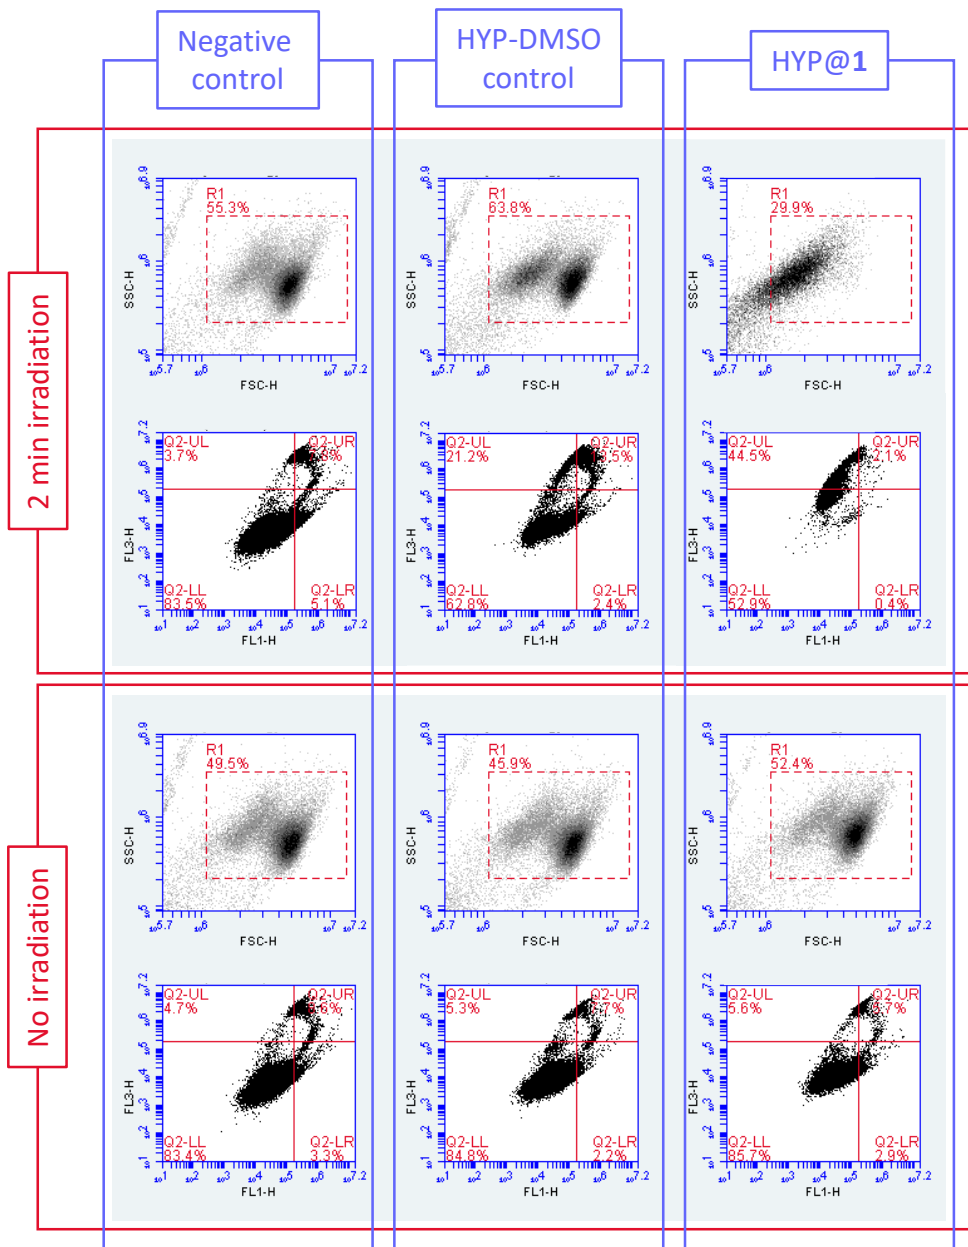 Negative
control
HYP-DMSO
control
HYP@1
2 min irradiation
R1
55.3%
SSC-H
FSC-H
R1
63.8%
SSC-H
FSC-H
R1
29.9%
SSC-H
FSC-H
Q2-UL
3.7%
Q2-UR
Q2-LL
83.5%
Q2-LR
5.1%
FL3-H
FL1-H
Q2-UL
21.2%
Q2-UR
Q2-LL
62.8%
Q2-LR
2.4%
FL3-H
FL1-H
Q2-UL
44.5%
Q2-UR
2.1%
Q2-LL
52.9%
Q2-LR
0.4%
FL3-H
FL1-H
No irradiation
R1
49.5%
SSC-H
FSC-H
R1
45.9%
SSC-H
FSC-H
R1
52.4%
SSC-H
FSC-H
Q2-UL
4.7%
Q2-UR
Q2-LL
83.4%
Q2-LR
3.3%
FL3-H
FL1-H
Q2-UL
5.3%
Q2-UR
Q2-LL
84.8%
Q2-LR
2.2%
FL3-H
FL1-H
Q2-UL
5.6%
Q2-UR
Q2-LL
85.7%
Q2-LR
2.9%
FL3-H
FL1-H